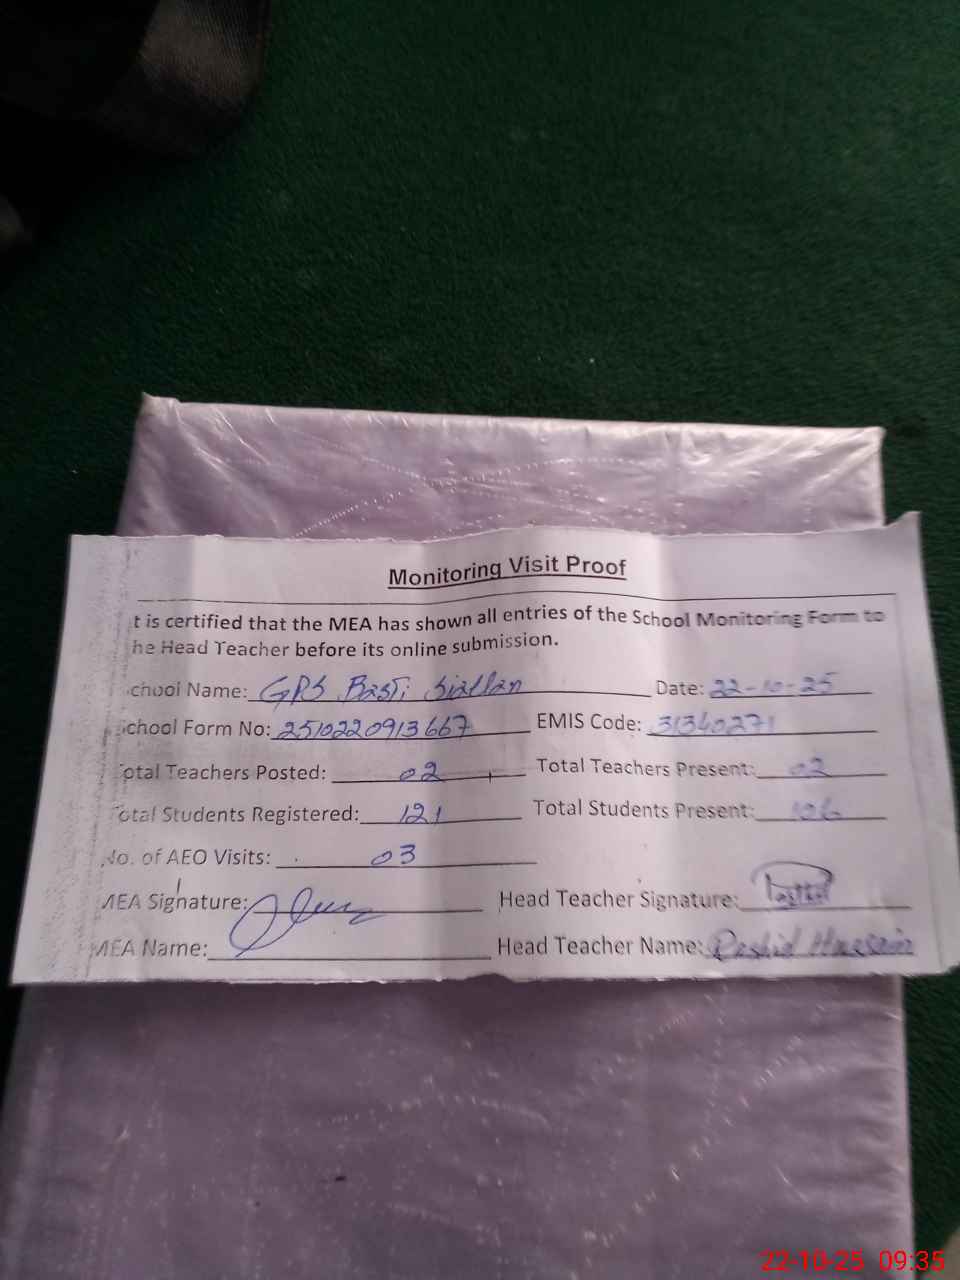 Monitoring Visit Proof
t is certified that the MEA has shown all entries of the School Monitoring Form to
he Head Teacher before its online submission.
chool Name: GPS Basti Date: 22-10-25
chool Form No: 2510220913667 EMIS Code: 31340271
otal Teachers Posted: 02 Total Teachers Present: 02
otal Students Registered: 121 Total Students Present: 106
No. of AEO Visits: 03
MEA Signature: Head Teacher Signature:
MEA Name: Head Teacher Name: Rashid Hussain
22-10-25 09:35